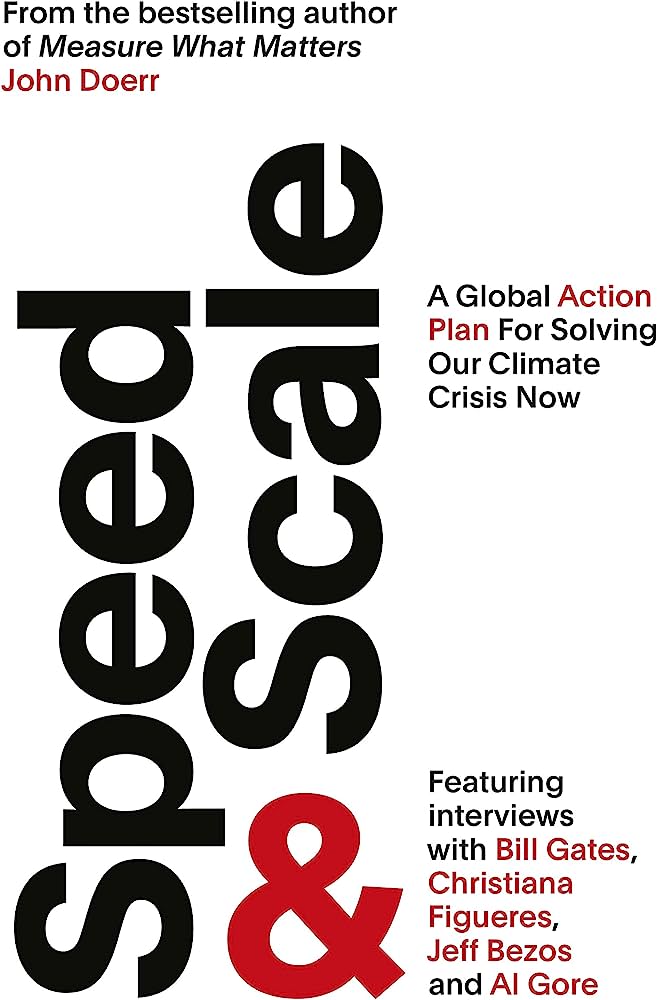 From the bestselling author
of Measure What Matters
John Doerr
Speed
& Scale
A Global Action
Plan For Solving
Our Climate
Crisis Now
Featuring
interviews
with Bill Gates,
Christiana
Figueres,
Jeff Bezos
and Al Gore